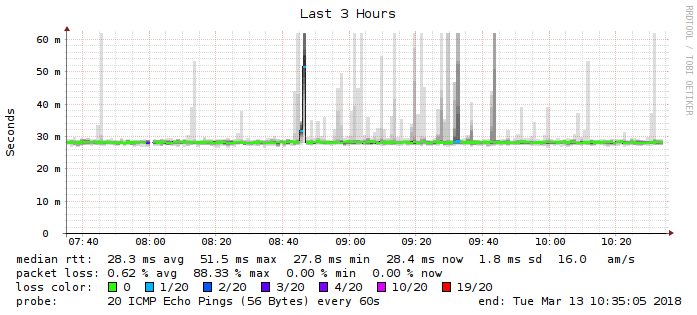 Last 3 Hours
RRDTOOL / TOBI OETIKER
Seconds
60 m
50 m
40 m
30 m
20 m
10 m
0
07:40 08:00 08:20 08:40 09:00 09:20 09:40 10:00 10:20
median rtt: 28.3 ms avg 51.5 ms max 27.8 ms min 28.4 ms now 1.8 ms sd 16.0 am/s
packet loss: 0.62 % avg 88.33 % max 0.00 % min 0.00 % now
loss color: 0 1/20 2/20 3/20 4/20 10/20 19/20
probe: 20 ICMP Echo Pings (56 Bytes) every 60s end: Tue Mar 13 10:35:05 2018